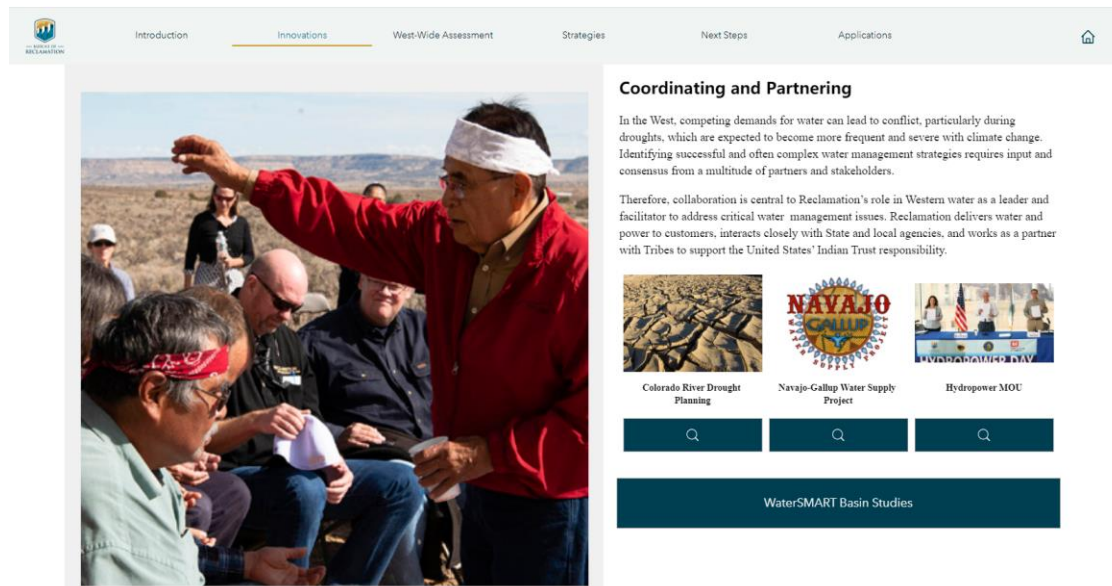 BUREAU OF
RECLAMATION
Introduction
Innovations
West-Wide Assessment
Strategies
Next Steps
Applications
Coordinating and Partnering
In the West, competing demands for water can lead to conflict, particularly during
droughts, which are expected to become more frequent and severe with climate change.
Identifying successful and often complex water management strategies requires input and
consensus from a multitude of partners and stakeholders.
Therefore, collaboration is central to Reclamation's role in Western water as a leader and
facilitator to address critical water management issues. Reclamation delivers water and
power to customers, interacts closely with State and local agencies, and works as a partner
with Tribes to support the United States' Indian Trust responsibility.
NAVAJO
GALLUP
WATER SUPPLY PROJECT
HYDROPOWER DAY
Colorado River Drought
Planning
Navajo-Gallup Water Supply
Project
Hydropower MOU
WaterSMART Basin Studies